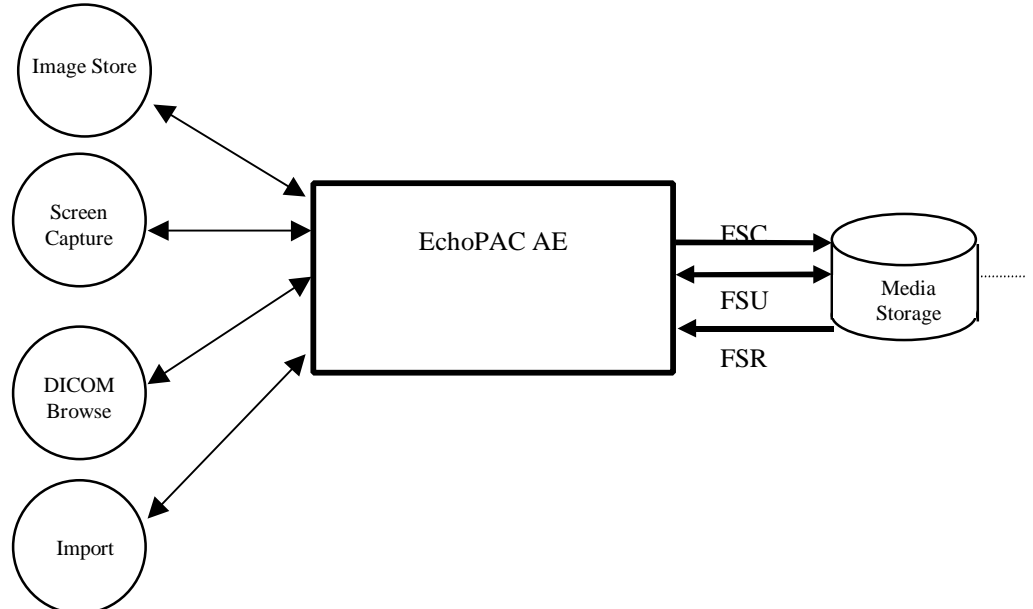 Image Store
Screen
Capture
EchoPAC AE
FSC
FSU
FSR
Media
Storage
DICOM
Browse
Import